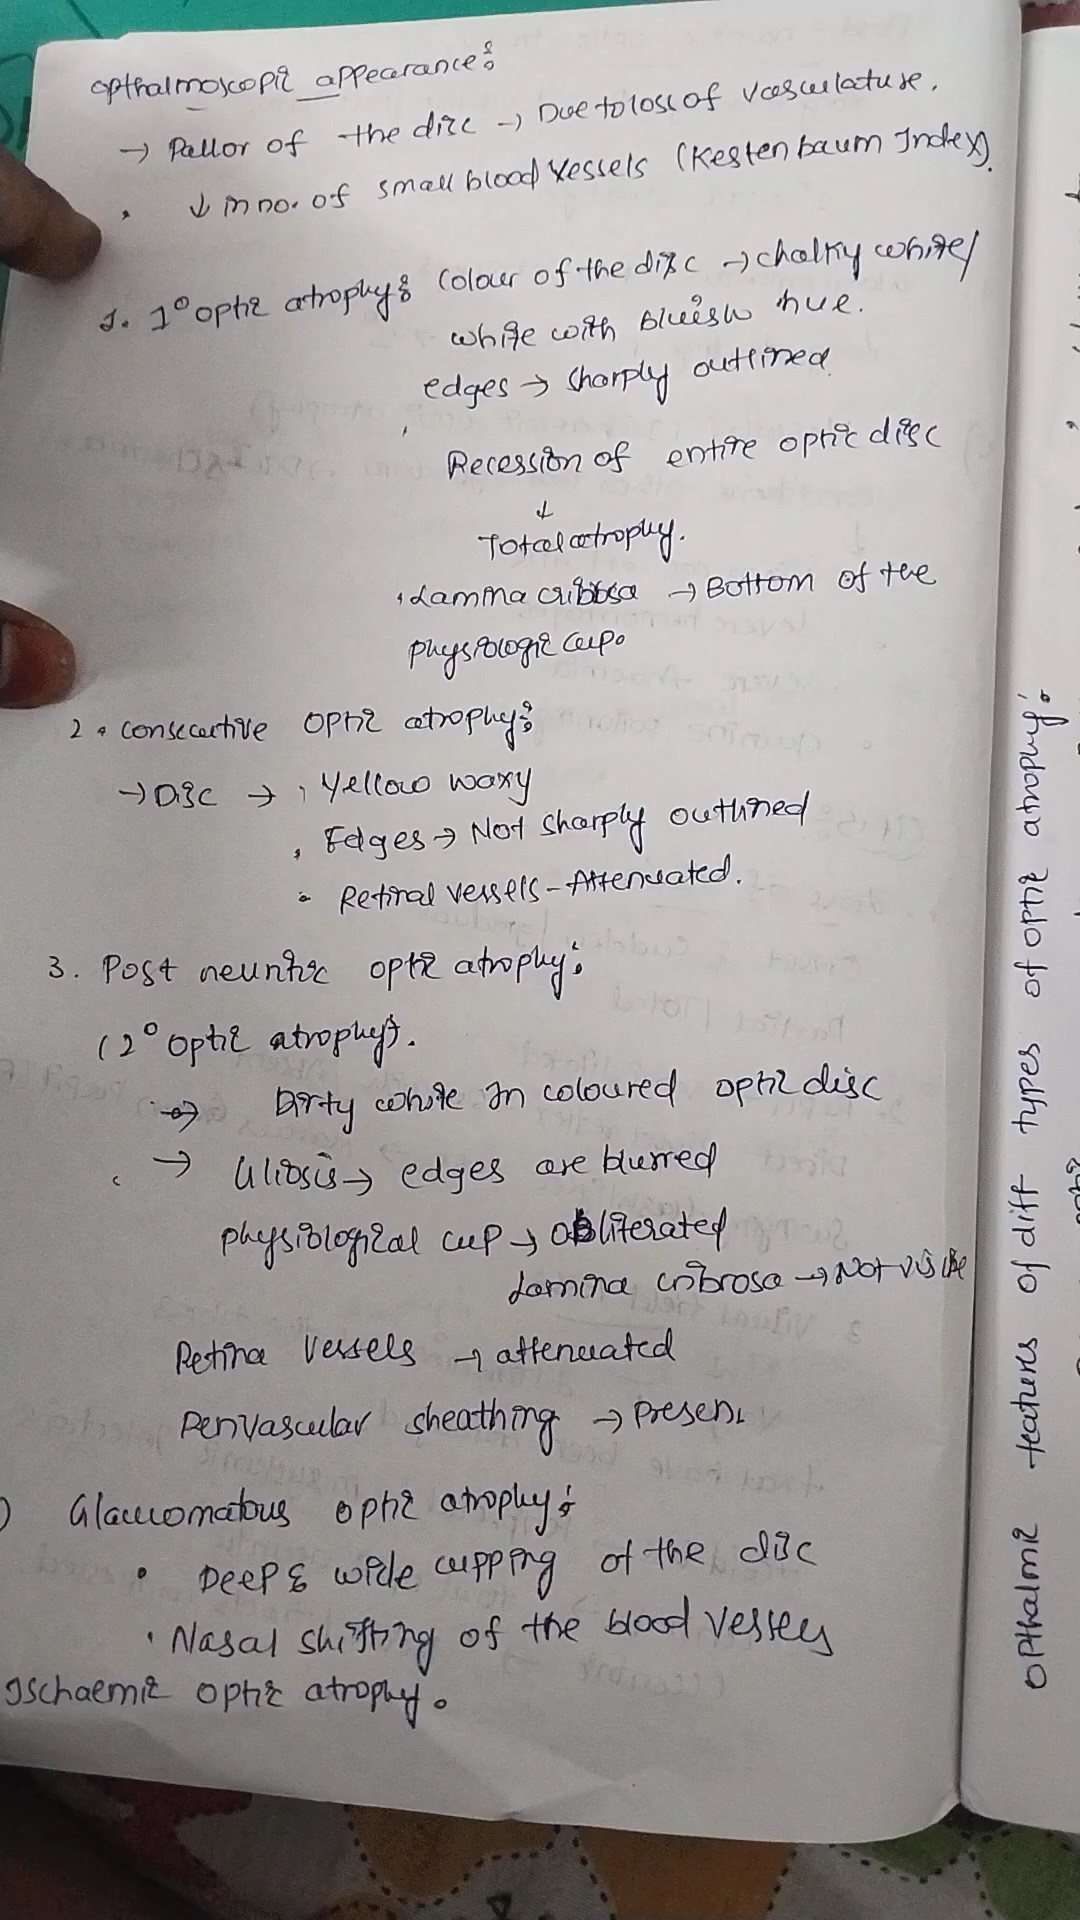 opthalmoscopic appearance:
→ Pallor of the disc → Due to loss of vasculature.
↓ in no. of small blood vessels (Kestenbaum Index).
1. 1° optic atrophy: Colour of the disc → chalky white/
white with bluish hue.
edges → sharply outlined
Recession of entire optic disc
↓
Total atrophy.
Lamina cribosa → Bottom of the
physiologic cup.
2. consecutive optic atrophy:
→ Disc → , Yellow waxy
, Edges → Not sharply outlined
• Retinal vessels - Attenuated.
3. Post neuritic optic atrophy:
(2° optic atrophy).
→ Dirty white in coloured optic disc
→ Gliosis → edges are blurred
physiological cup → obliterated
Lamina cribrosa → Not visible
Retina vessels → attenuated
Perivascular sheathing → Present
) Glaucomatous optic atrophy:
• Deep & wide cupping of the disc
• Nasal shifting of the blood vessels
Ischaemic optic atrophy.
opthalmic features of diff types of optic atrophy: